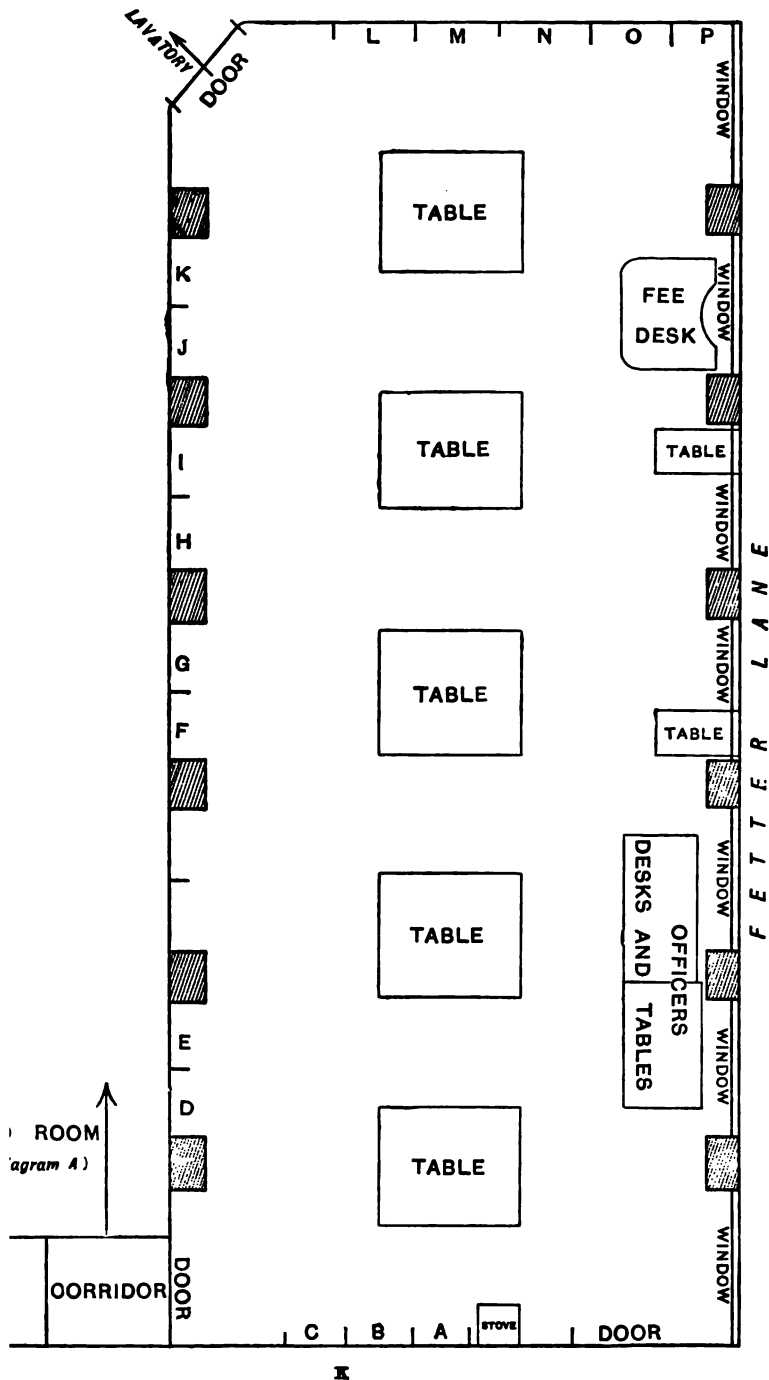 LAVATORY
DOOR
L M N O P
WINDOW
TABLE
K
FEE
DESK
WINDOW
J
TABLE
TABLE
I
WINDOW
H
FETTER LANE
G
TABLE
WINDOW
F
TABLE
WINDOW
OFFICERS
DESKS AND TABLES
TABLE
E
WINDOW
D
) ROOM
agram A)
TABLE
CORRIDOR
DOOR
WINDOW
C B A
STOVE
DOOR
K